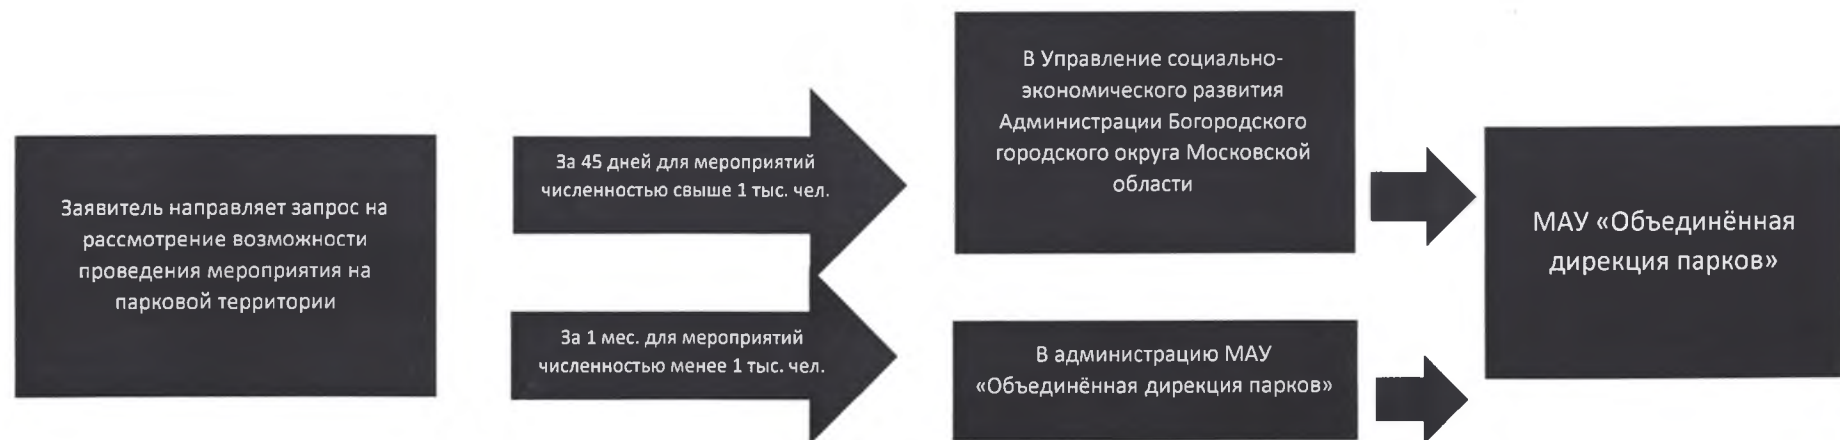 Заявитель направляет запрос на
рассмотрение возможности
проведения мероприятия на
парковой территории
За 45 дней для мероприятий
численностью свыше 1 тыс. чел.
В Управление социально-
экономического развития
Администрации Богородского
городского округа Московской
области
За 1 мес. для мероприятий
численностью менее 1 тыс. чел.
В администрацию МАУ
«Объединённая дирекция парков»
МАУ «Объединённая
дирекция парков»